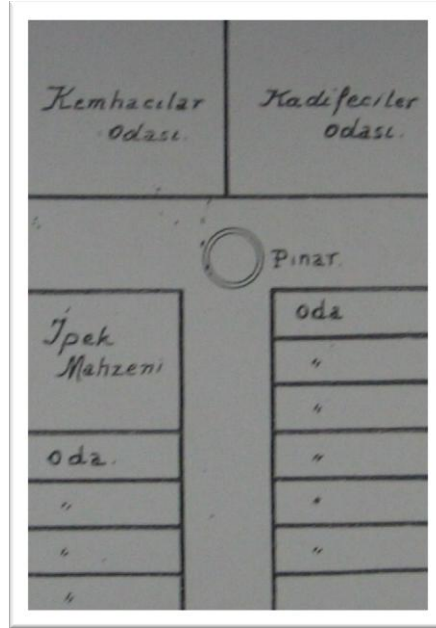 Kemhacılar
odası.
Kadifeciler
odası.
Pınar.
İpek
Mahzeni
oda
"
"
"
"
"
oda.
"
"
"